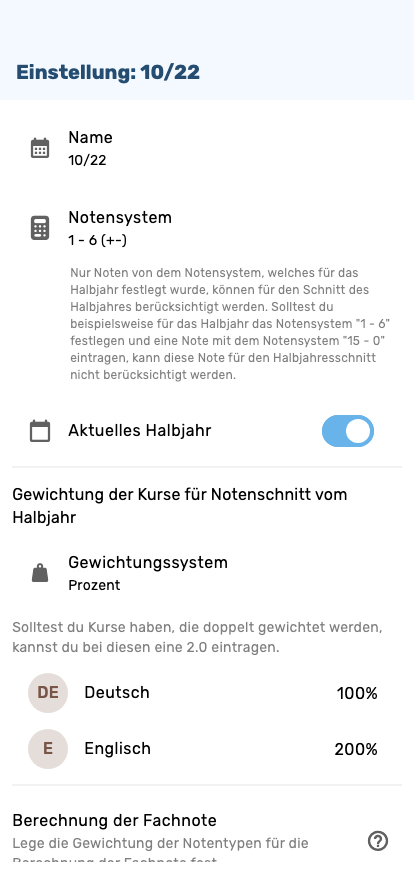 Einstellung: 10/22
Name
10/22
Notensystem
1 - 6 (+-)
Nur Noten von dem Notensystem, welches für das
Halbjahr festlegt wurde, können für den Schnitt des
Halbjahres berücksichtigt werden. Solltest du
beispielsweise für das Halbjahr das Notensystem "1 - 6"
festlegen und eine Note mit dem Notensystem "15 - 0"
eintragen, kann diese Note für den Halbjahresschnitt
nicht berücksichtigt werden.
Aktuelles Halbjahr
Gewichtung der Kurse für Notenschnitt vom
Halbjahr
Gewichtungssystem
Prozent
Solltest du Kurse haben, die doppelt gewichtet werden,
kannst du bei diesen eine 2.0 eintragen.
DE Deutsch 100%
E Englisch 200%
Berechnung der Fachnote
Lege die Gewichtung der Notentypen für die
Berechnung der Fachnote fest